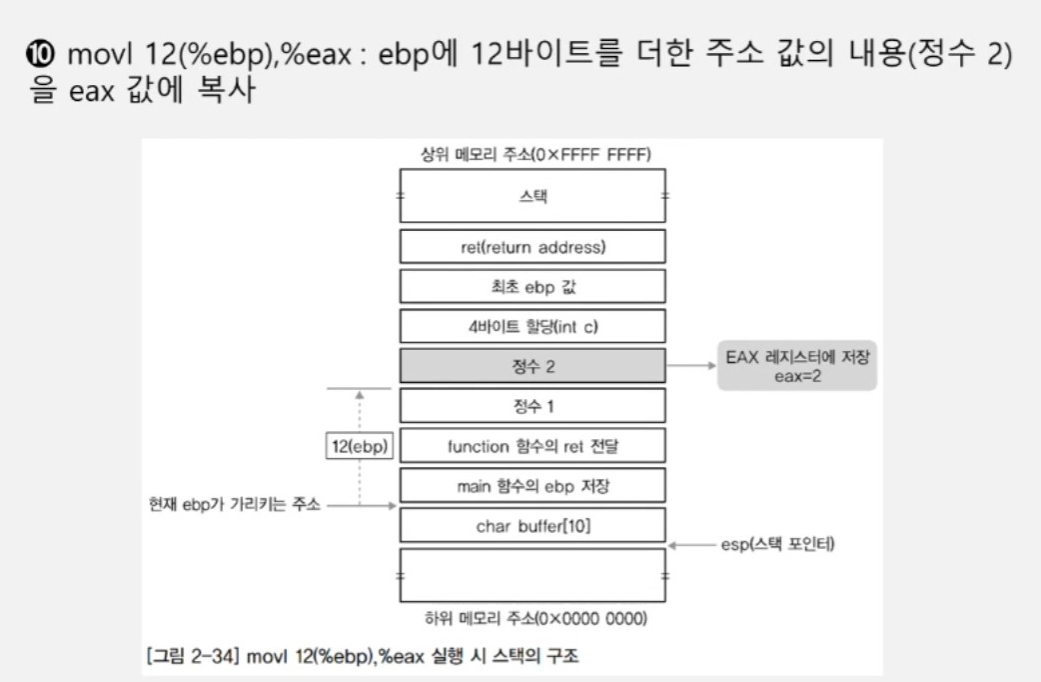 ❿ movl 12(%ebp),%eax : ebp에 12바이트를 더한 주소 값의 내용(정수 2)
을 eax 값에 복사
상위 메모리 주소(0×FFFF FFFF)
스택
ret(return address)
최초 ebp 값
4바이트 할당(int c)
정수 2
EAX 레지스터에 저장
eax=2
정수 1
12(ebp)
function 함수의 ret 전달
main 함수의 ebp 저장
현재 ebp가 가리키는 주소
char buffer[10]
esp(스택 포인터)
하위 메모리 주소(0×0000 0000)
[그림 2-34] movl 12(%ebp),%eax 실행 시 스택의 구조